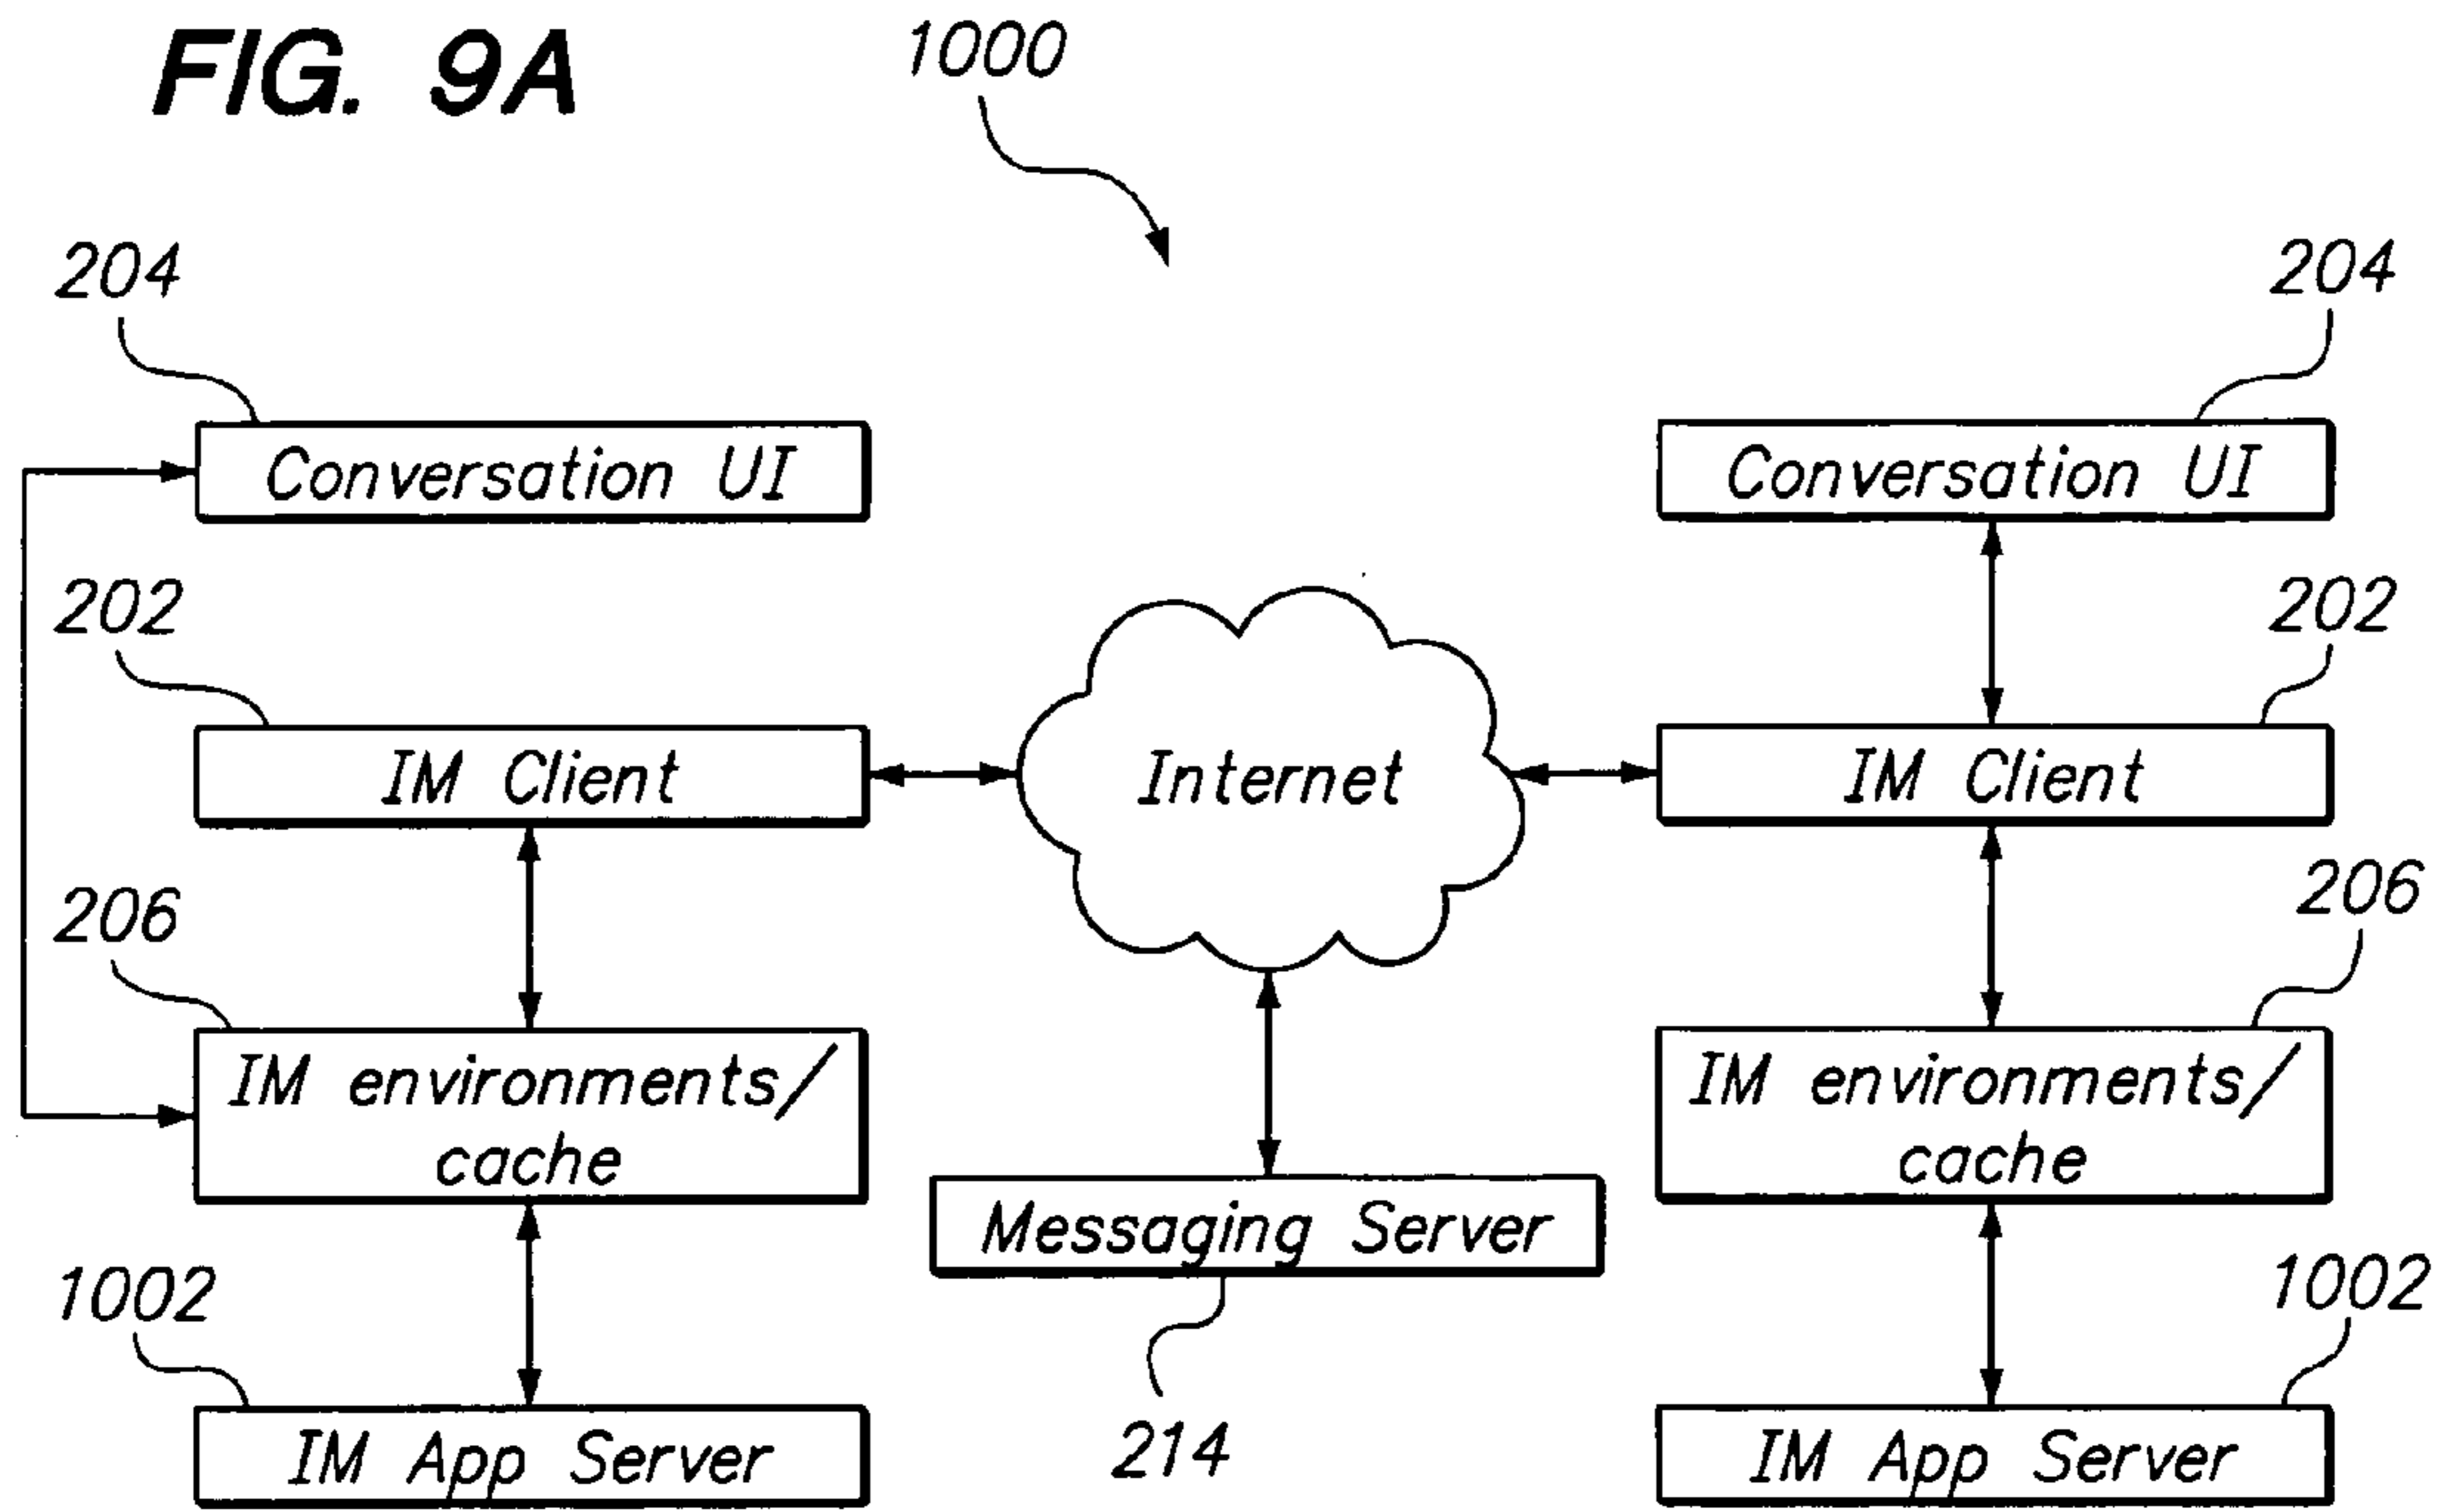 FIG. 9A
1000
204
204
Conversation UI
Conversation UI
202
202
IM Client
Internet
IM Client
206
206
IM environments/
cache
IM environments/
cache
Messaging Server
1002
1002
214
IM App Server
IM App Server